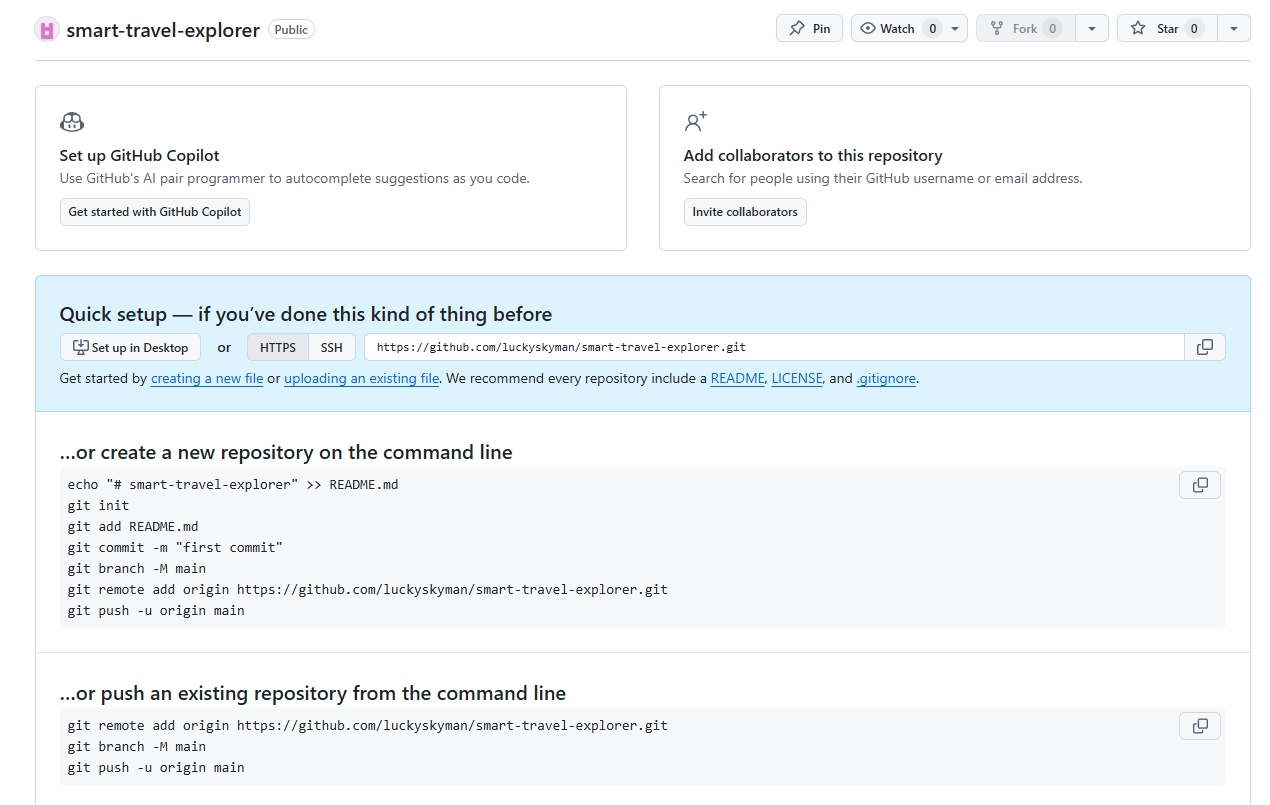 smart-travel-explorer Public
Pin Watch 0 Fork 0 Star 0
Set up GitHub Copilot
Use GitHub's AI pair programmer to autocomplete suggestions as you code.
Get started with GitHub Copilot
Add collaborators to this repository
Search for people using their GitHub username or email address.
Invite collaborators
Quick setup — if you’ve done this kind of thing before
Set up in Desktop or HTTPS SSH https://github.com/luckyskyman/smart-travel-explorer.git
Get started by creating a new file or uploading an existing file. We recommend every repository include a README, LICENSE, and .gitignore.
…or create a new repository on the command line
echo "# smart-travel-explorer" >> README.md
git init
git add README.md
git commit -m "first commit"
git branch -M main
git remote add origin https://github.com/luckyskyman/smart-travel-explorer.git
git push -u origin main
…or push an existing repository from the command line
git remote add origin https://github.com/luckyskyman/smart-travel-explorer.git
git branch -M main
git push -u origin main